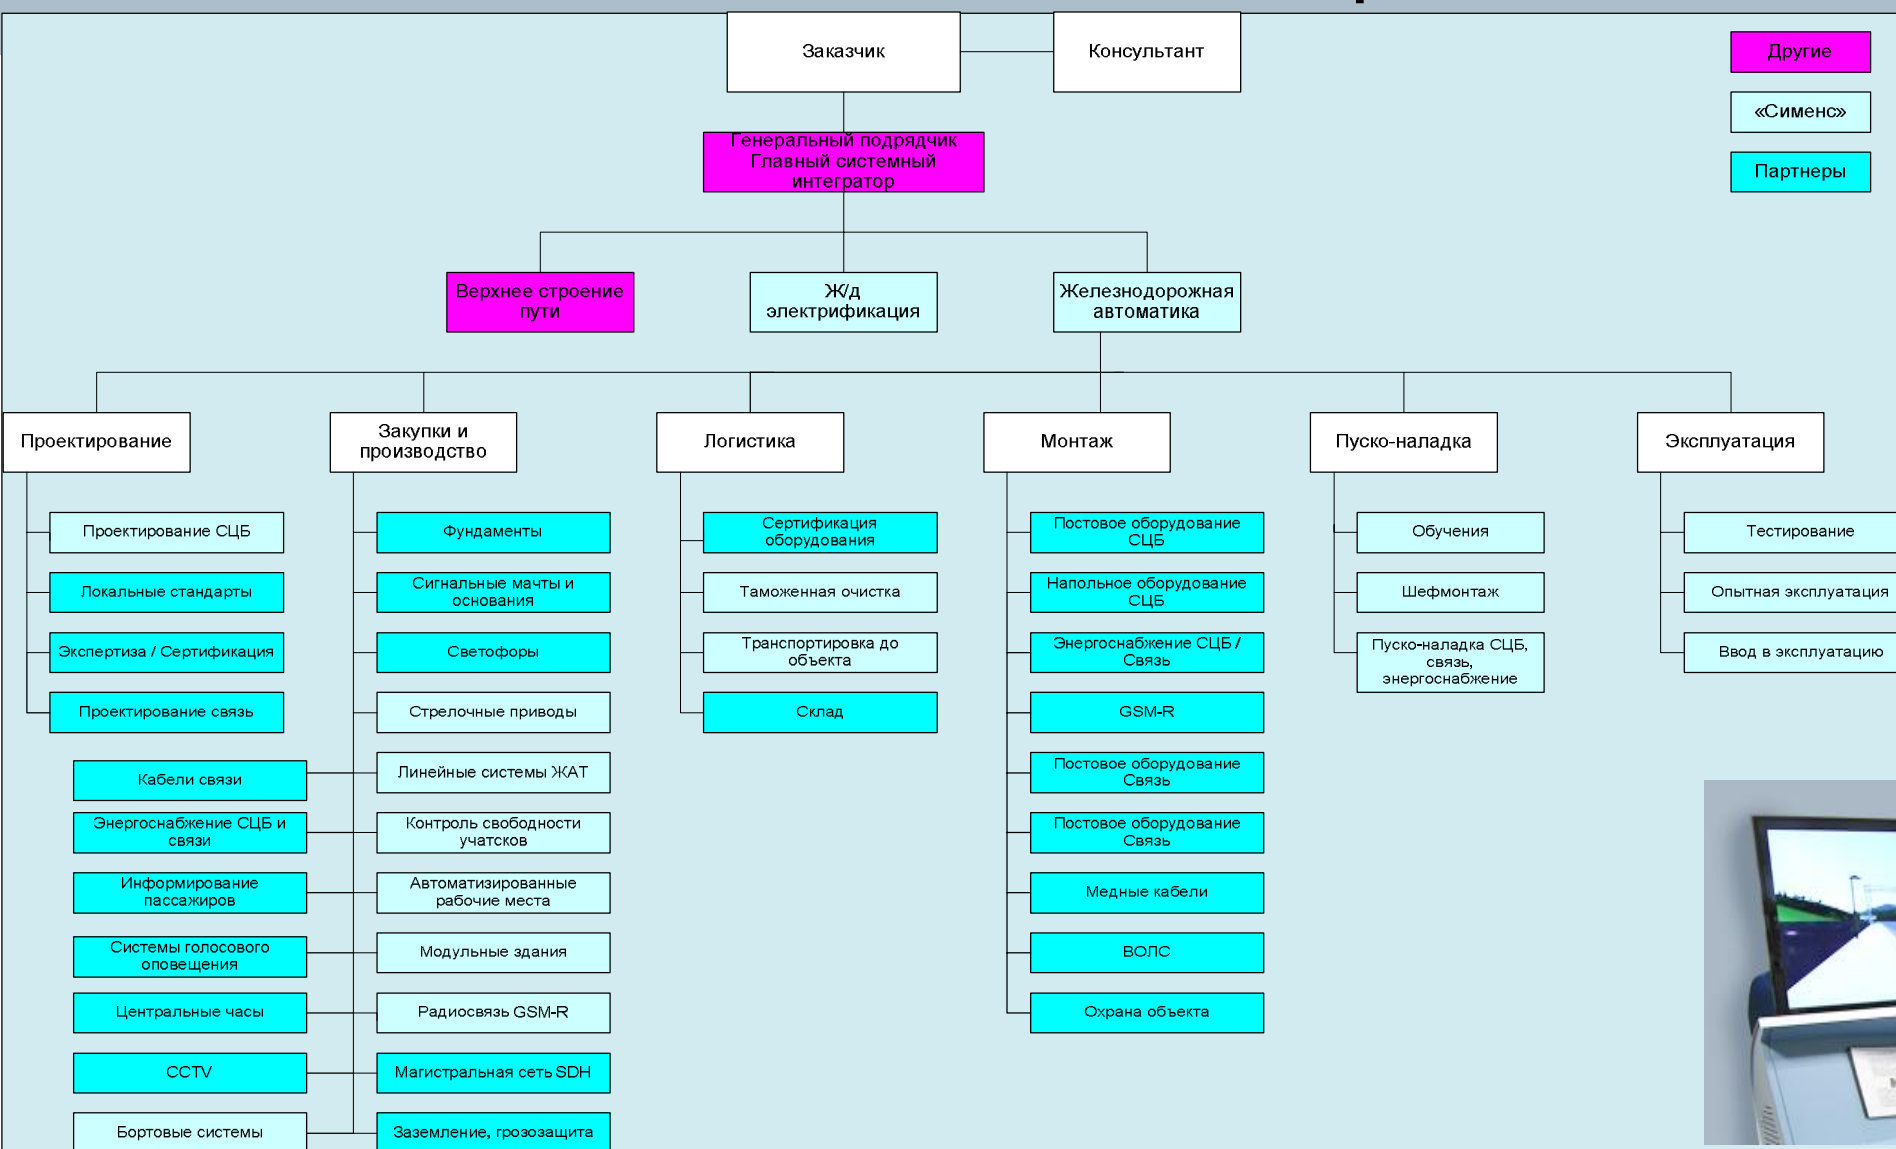 Заказчик
Консультант
Другие
«Сименс»
Партнеры
Генеральный подрядчик
Главный системный
интегратор
Верхнее строение
пути
Ж/д
электрификация
Железнодорожная
автоматика
Проектирование
Закупки и
производство
Логистика
Монтаж
Пуско-наладка
Эксплуатация
Проектирование СЦБ
Локальные стандарты
Экспертиза / Сертификация
Проектирование связь
Кабели связи
Энергоснабжение СЦБ и
связи
Информирование
пассажиров
Системы голосового
оповещения
Центральные часы
CCTV
Бортовые системы
Фундаменты
Сигнальные мачты и
основания
Светофоры
Стрелочные приводы
Линейные системы ЖАТ
Контроль свободности
учатсков
Автоматизированные
рабочие места
Модульные здания
Радиосвязь GSM-R
Магистральная сеть SDH
Заземление, грозозащита
Сертификация
оборудования
Таможенная очистка
Транспортировка до
объекта
Склад
Постовое оборудование
СЦБ
Напольное оборудование
СЦБ
Энергоснабжение СЦБ /
Связь
GSM-R
Постовое оборудование
Связь
Постовое оборудование
Связь
Медные кабели
ВОЛС
Охрана объекта
Обучения
Шефмонтаж
Пуско-наладка СЦБ,
связь,
энергоснабжение
Тестирование
Опытная эксплуатация
Ввод в эксплуатацию